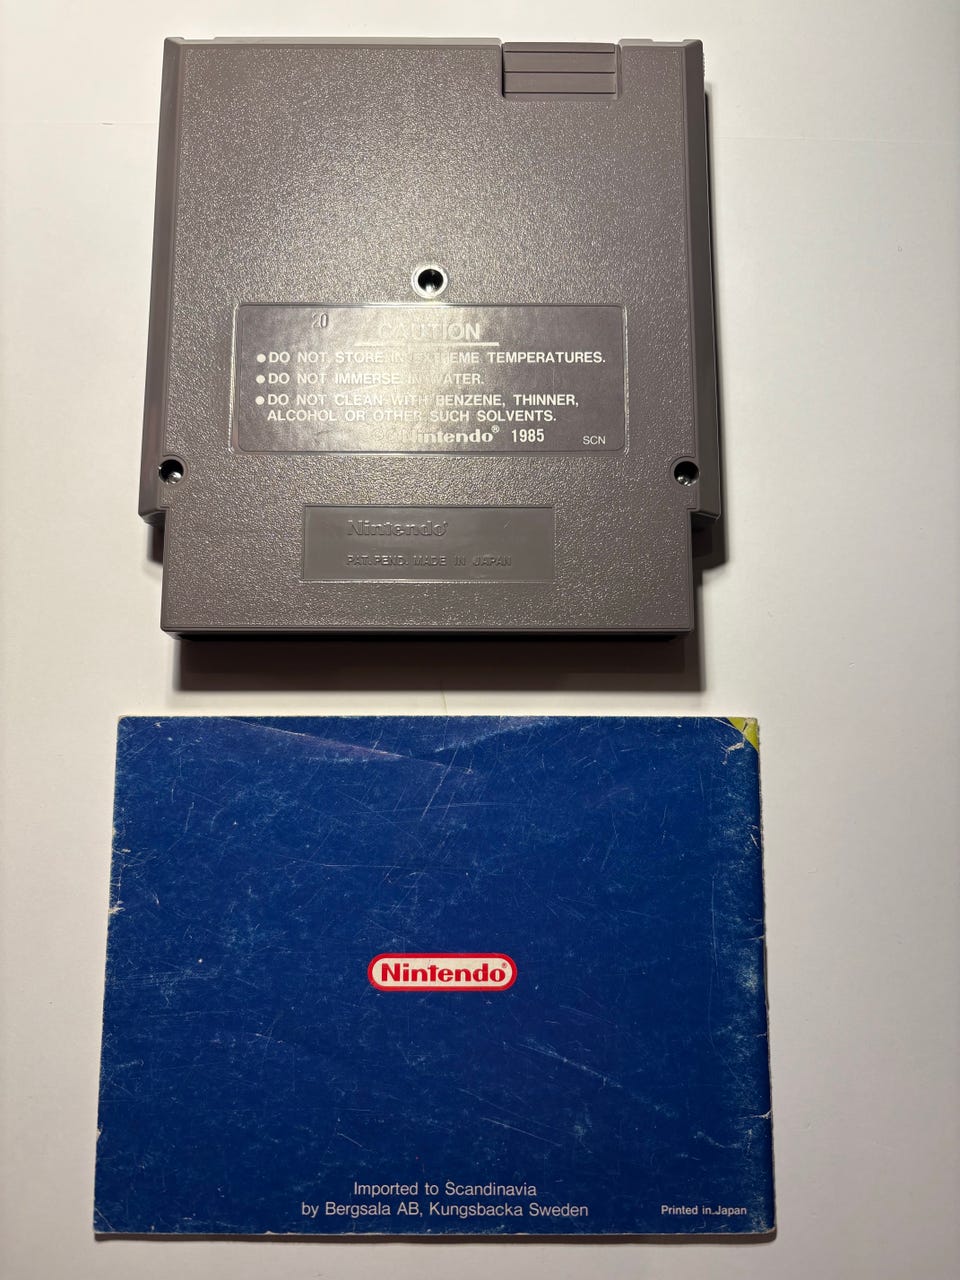 20
CAUTION
●DO NOT STORE IN EXTREME TEMPERATURES.
●DO NOT IMMERSE IN WATER.
●DO NOT CLEAN WITH BENZENE, THINNER,
ALCOHOL OR OTHER SUCH SOLVENTS.
Nintendo® 1985 SCN
Nintendo®
PAT.PEND. MADE IN JAPAN
Nintendo®
Imported to Scandinavia
by Bergsala AB, Kungsbacka Sweden
Printed in Japan